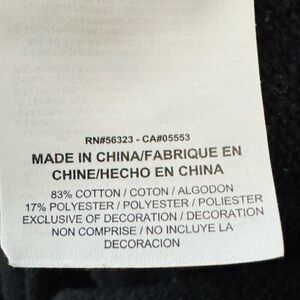 RN#56323 - CA#05553
MADE IN CHINA/FABRIQUE EN
CHINE/HECHO EN CHINA
83% COTTON / COTON / ALGODON
17% POLYESTER / POLYESTER / POLIESTER
EXCLUSIVE OF DECORATION / DECORATION
NON COMPRISE / NO INCLUYE LA
DECORACION